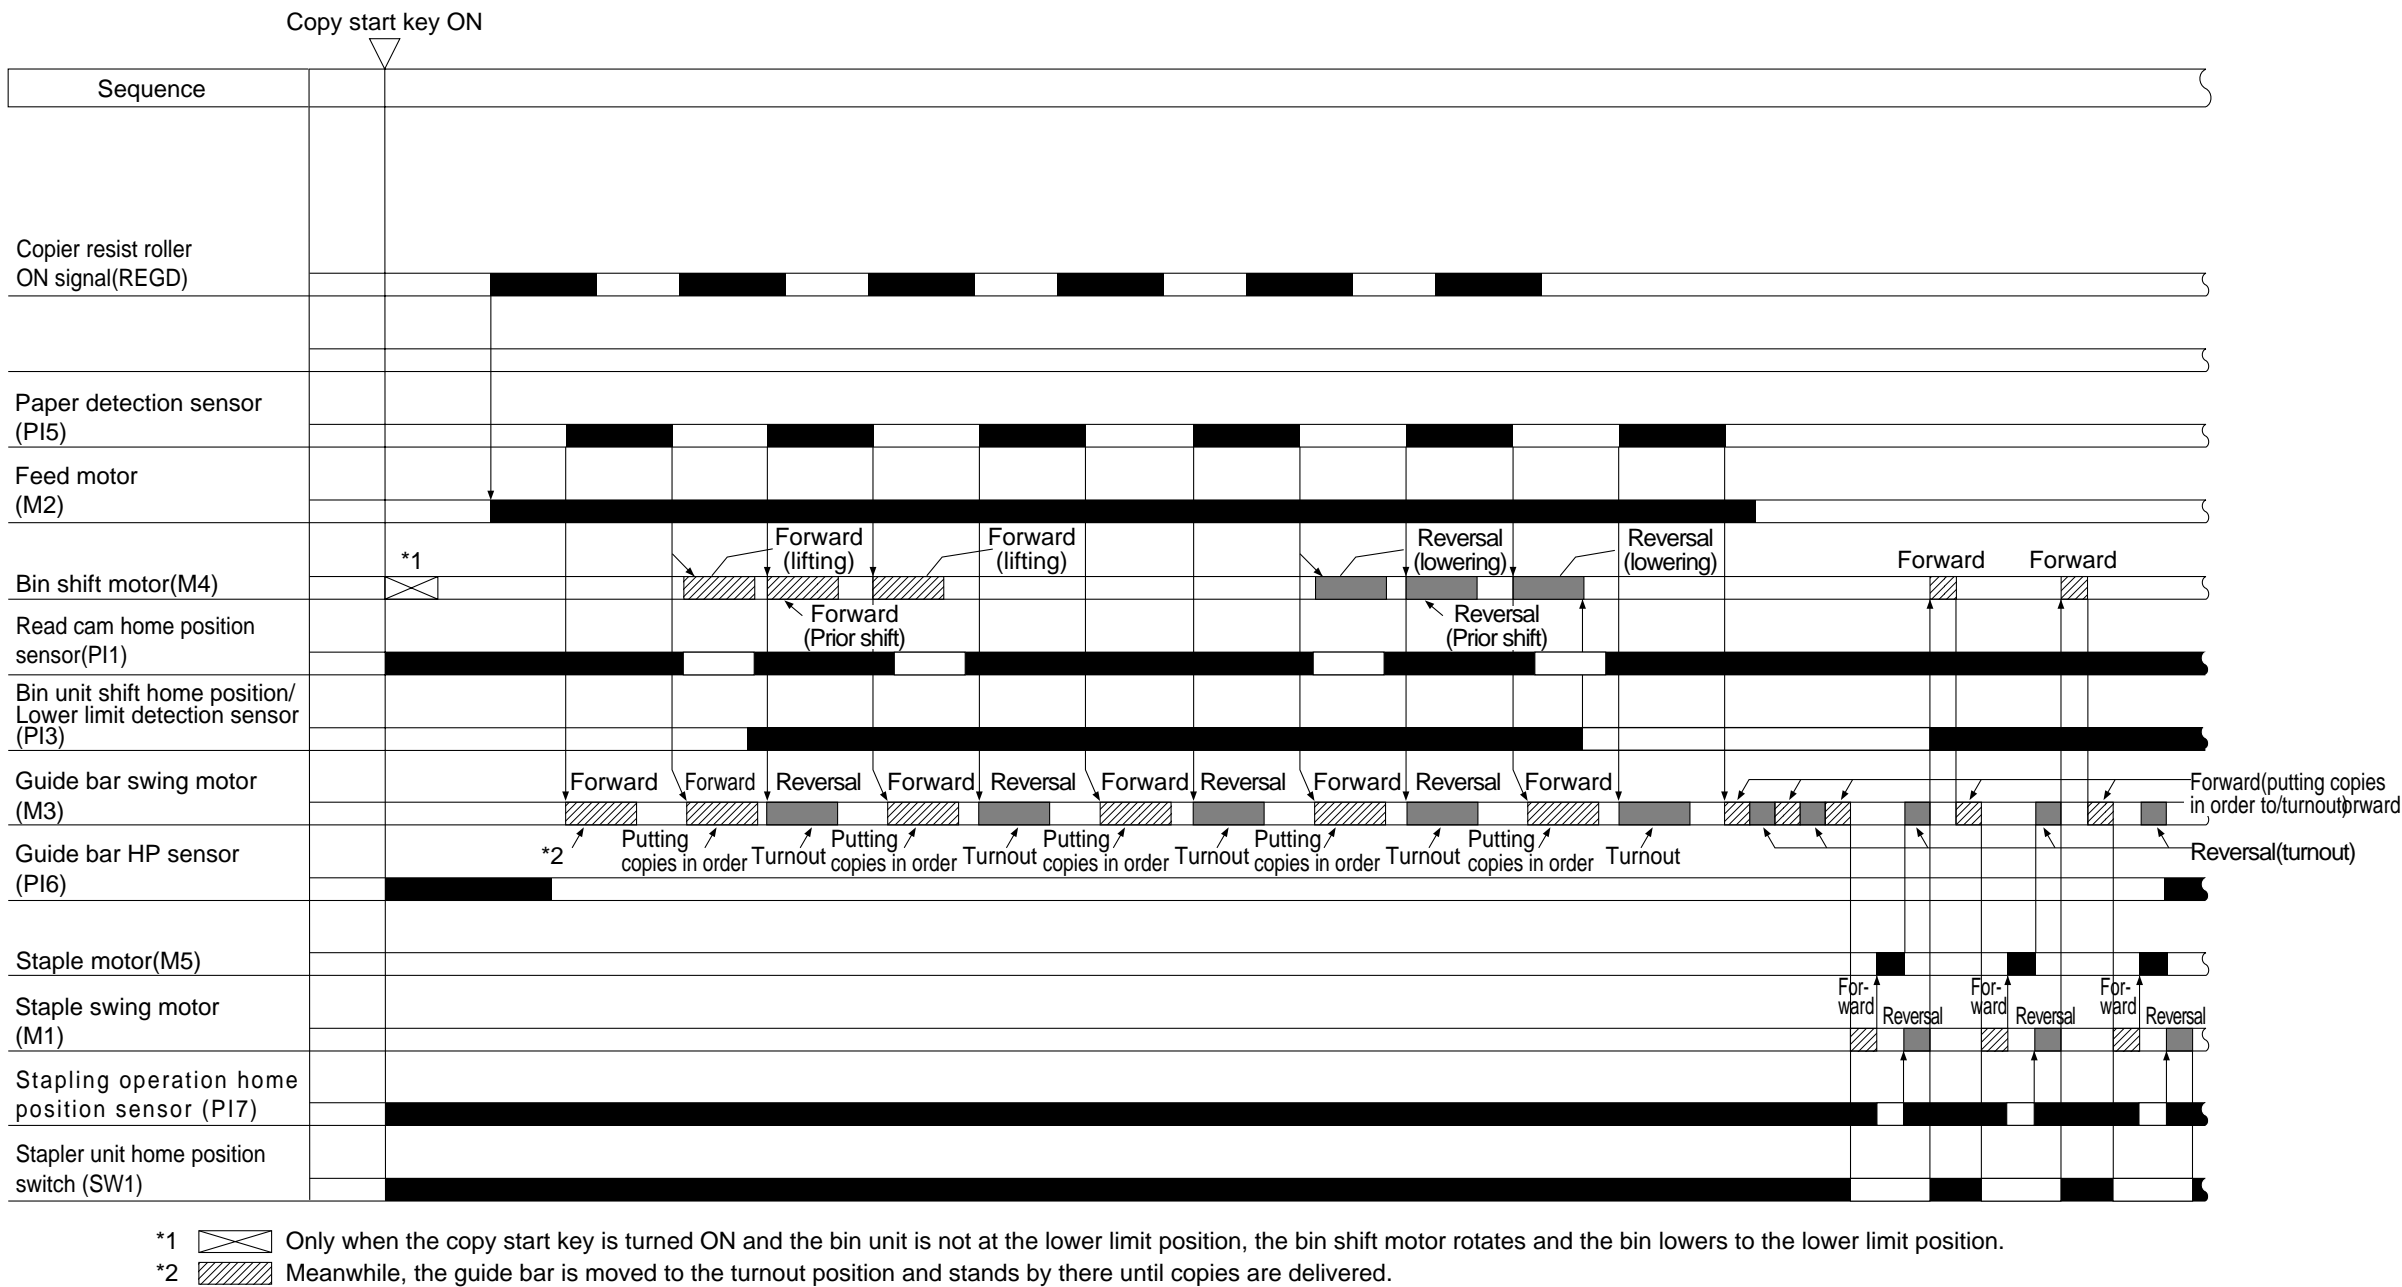 Copy start key ON
Sequence
Copier resist roller
ON signal(REGD)
Paper detection sensor
(PI5)
Feed motor
(M2)
Forward
(lifting)
Forward
(lifting)
Reversal
(lowering)
Reversal
(lowering)
*1
Forward
Forward
Bin shift motor(M4)
Forward
(Prior shift)
Reversal
(Prior shift)
Read cam home position
sensor(PI1)
Bin unit shift home position/
Lower limit detection sensor
(PI3)
Guide bar swing motor
(M3)
Forward
Forward
Reversal
Forward
Reversal
Forward
Reversal
Forward
Reversal
Forward
Forward(putting copies
in order to/turnout)orward
*2
Putting
copies in order
Turnout
Putting
copies in order
Turnout
Putting
copies in order
Turnout
Putting
copies in order
Turnout
Putting
copies in order
Turnout
Reversal(turnout)
Guide bar HP sensor
(PI6)
Staple motor(M5)
For-
ward
Reversal
For-
ward
Reversal
For-
ward
Reversal
Staple swing motor
(M1)
Stapling operation home
position sensor (PI7)
Stapler unit home position
switch (SW1)
*1 Only when the copy start key is turned ON and the bin unit is not at the lower limit position, the bin shift motor rotates and the bin lowers to the lower limit position.
*2 Meanwhile, the guide bar is moved to the turnout position and stands by there until copies are delivered.